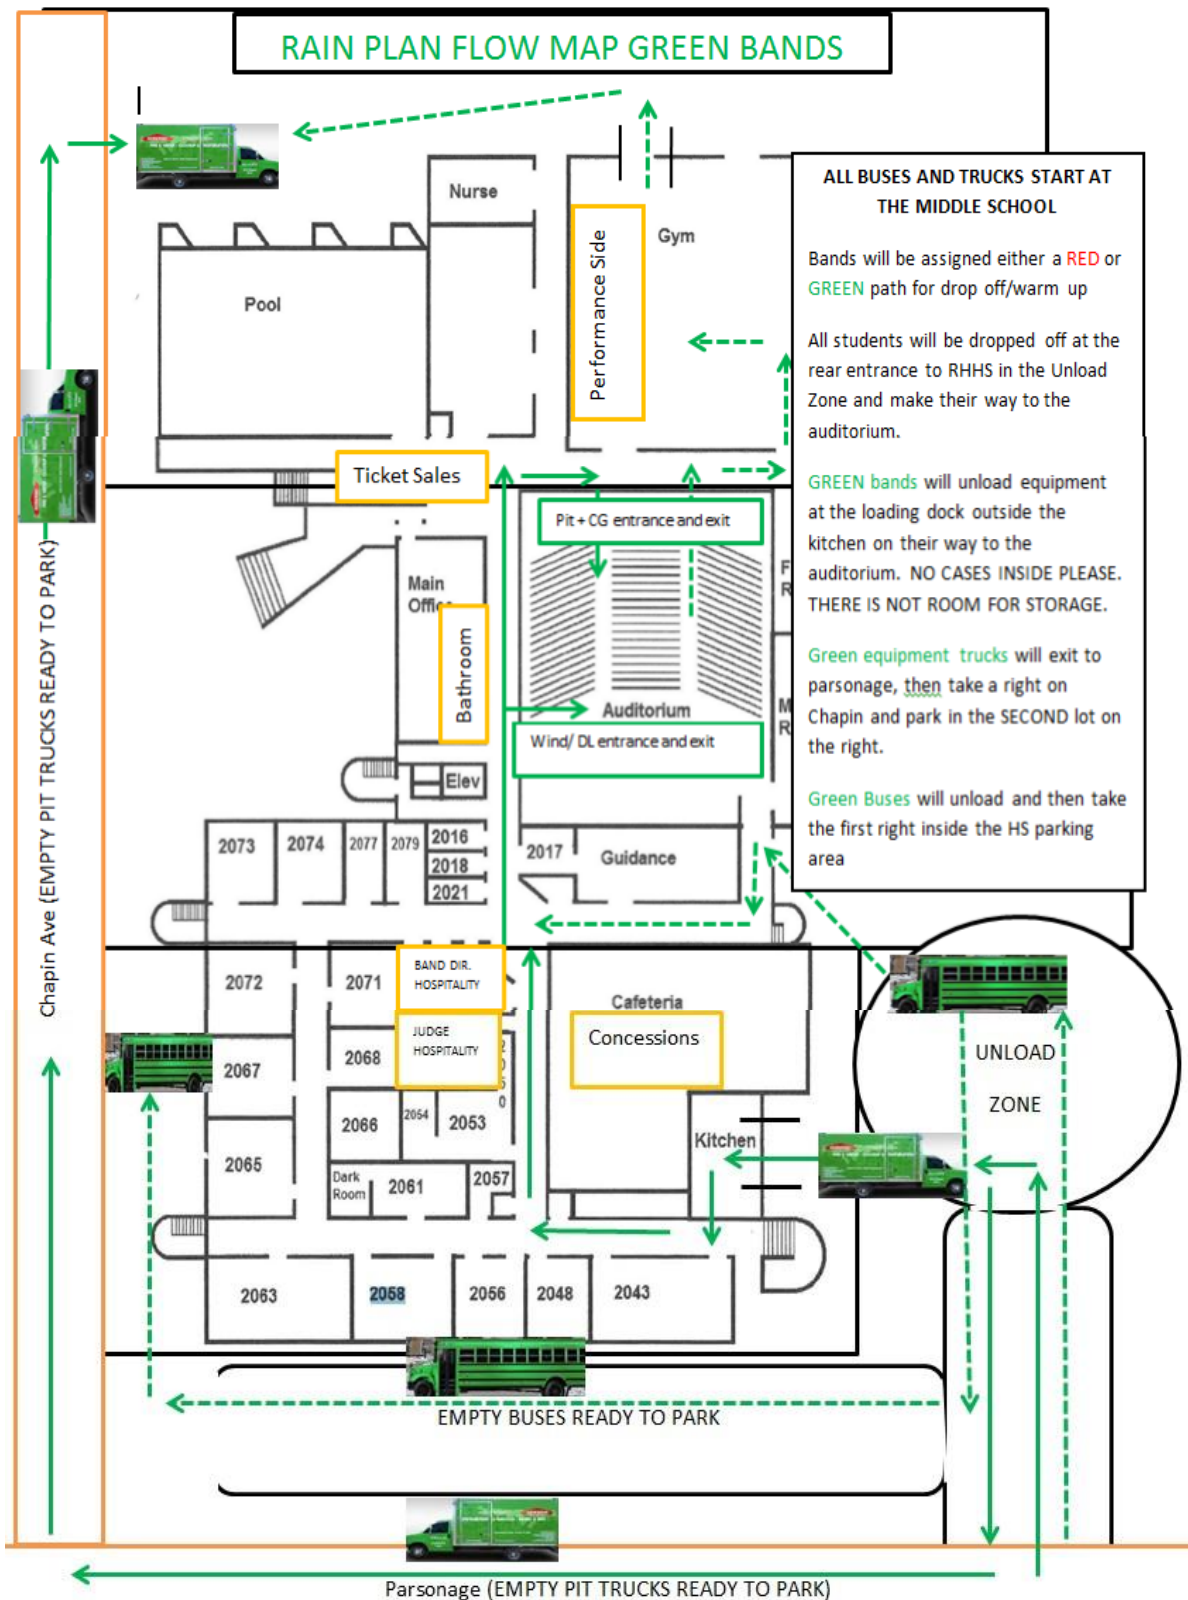 RAIN PLAN FLOW MAP GREEN BANDS
ALL BUSES AND TRUCKS START AT
THE MIDDLE SCHOOL
Bands will be assigned either a RED or
GREEN path for drop off/warm up
All students will be dropped off at the
rear entrance to RHHS in the Unload
Zone and make their way to the
auditorium.
GREEN bands will unload equipment
at the loading dock outside the
kitchen on their way to the
auditorium. NO CASES INSIDE PLEASE.
THERE IS NOT ROOM FOR STORAGE.
Green equipment trucks will exit to
parsonage, then take a right on
Chapin and park in the SECOND lot on
the right.
Green Buses will unload and then take
the first right inside the HS parking
area
Nurse
Gym
Pool
Performance Side
Ticket Sales
Pit + CG entrance and exit
Main
Office
Bathroom
Auditorium
Wind/ DL entrance and exit
F
R
M
R
Elev
2073
2074
2077
2079
2016
2018
2021
2017
Guidance
Chapin Ave (EMPTY PIT TRUCKS READY TO PARK)
2072
2071
BAND DIR.
HOSPITALITY
Cafeteria
2067
2068
JUDGE
HOSPITALITY
Concessions
UNLOAD
ZONE
2066
2054
2053
Kitchen
2065
Dark
Room
2061
2057
2063
2058
2056
2048
2043
EMPTY BUSES READY TO PARK
Parsonage (EMPTY PIT TRUCKS READY TO PARK)